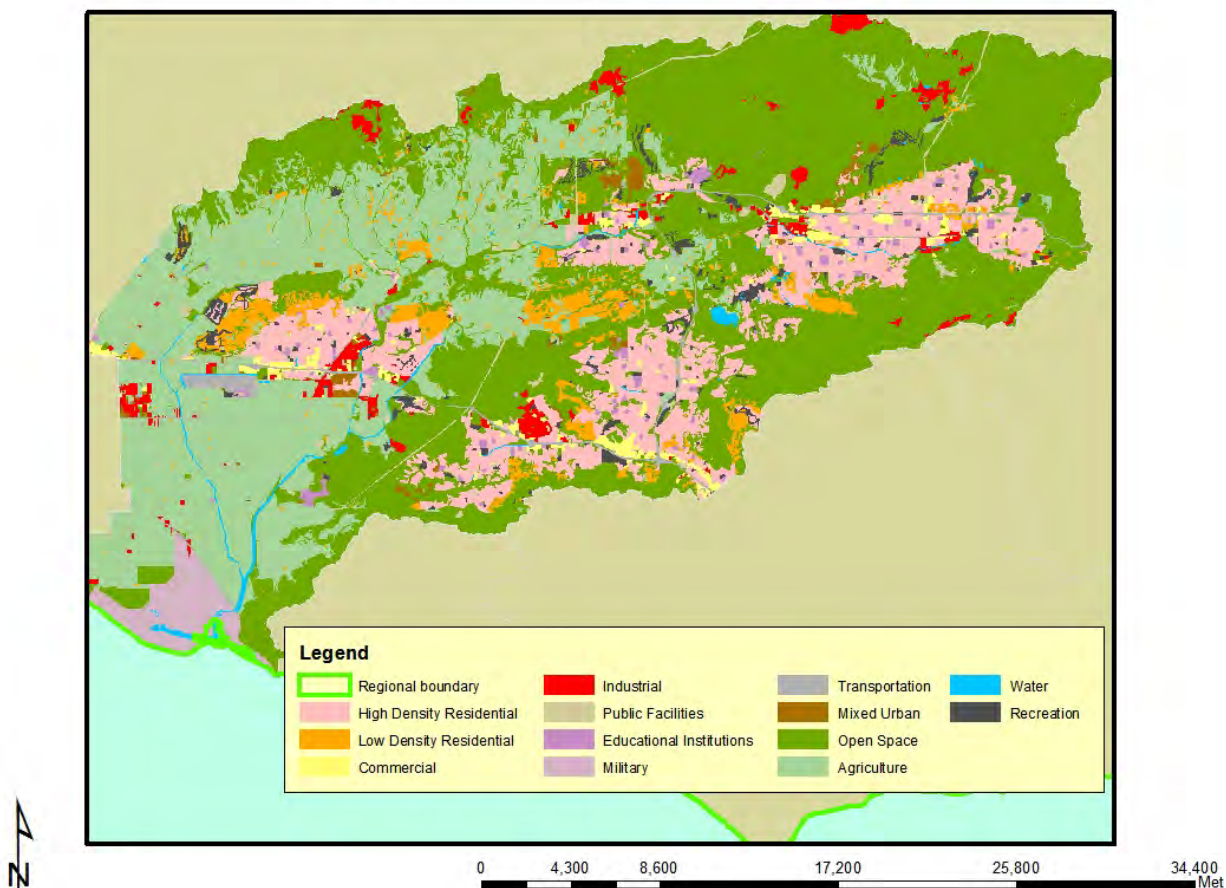 Legend
Regional boundary
High Density Residential
Low Density Residential
Commercial
Industrial
Public Facilities
Educational Institutions
Military
Transportation
Mixed Urban
Open Space
Agriculture
Water
Recreation
N
0 4,300 8,600 17,200 25,800 34,400
Met